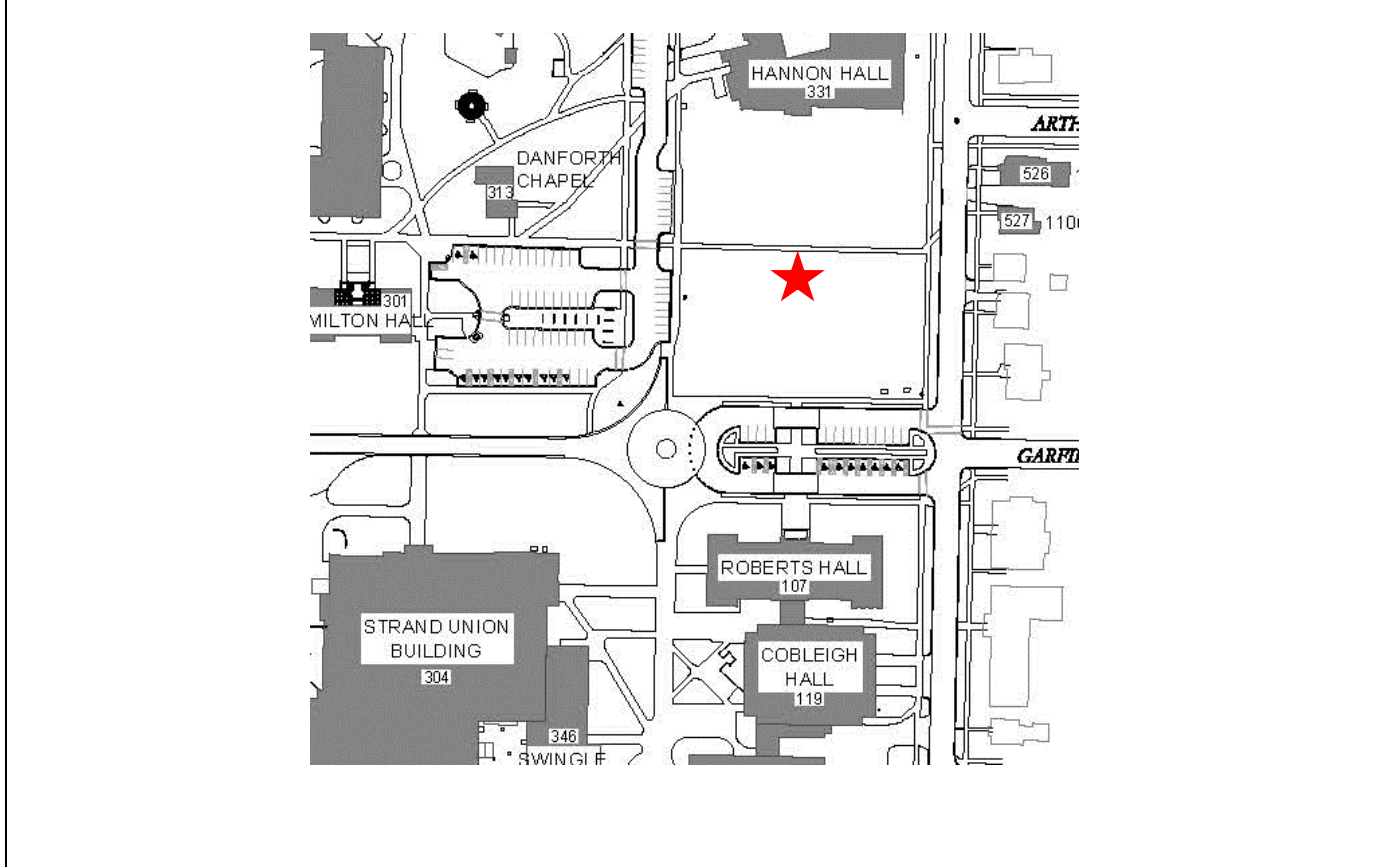 HANNON HALL
331
ARTH
DANFORTH
CHAPEL
313
526
527
110
301
MILTON HALL
GARFI
ROBERTS HALL
107
STRAND UNION
BUILDING
304
COBLEIGH
HALL
119
346
SWINGLE